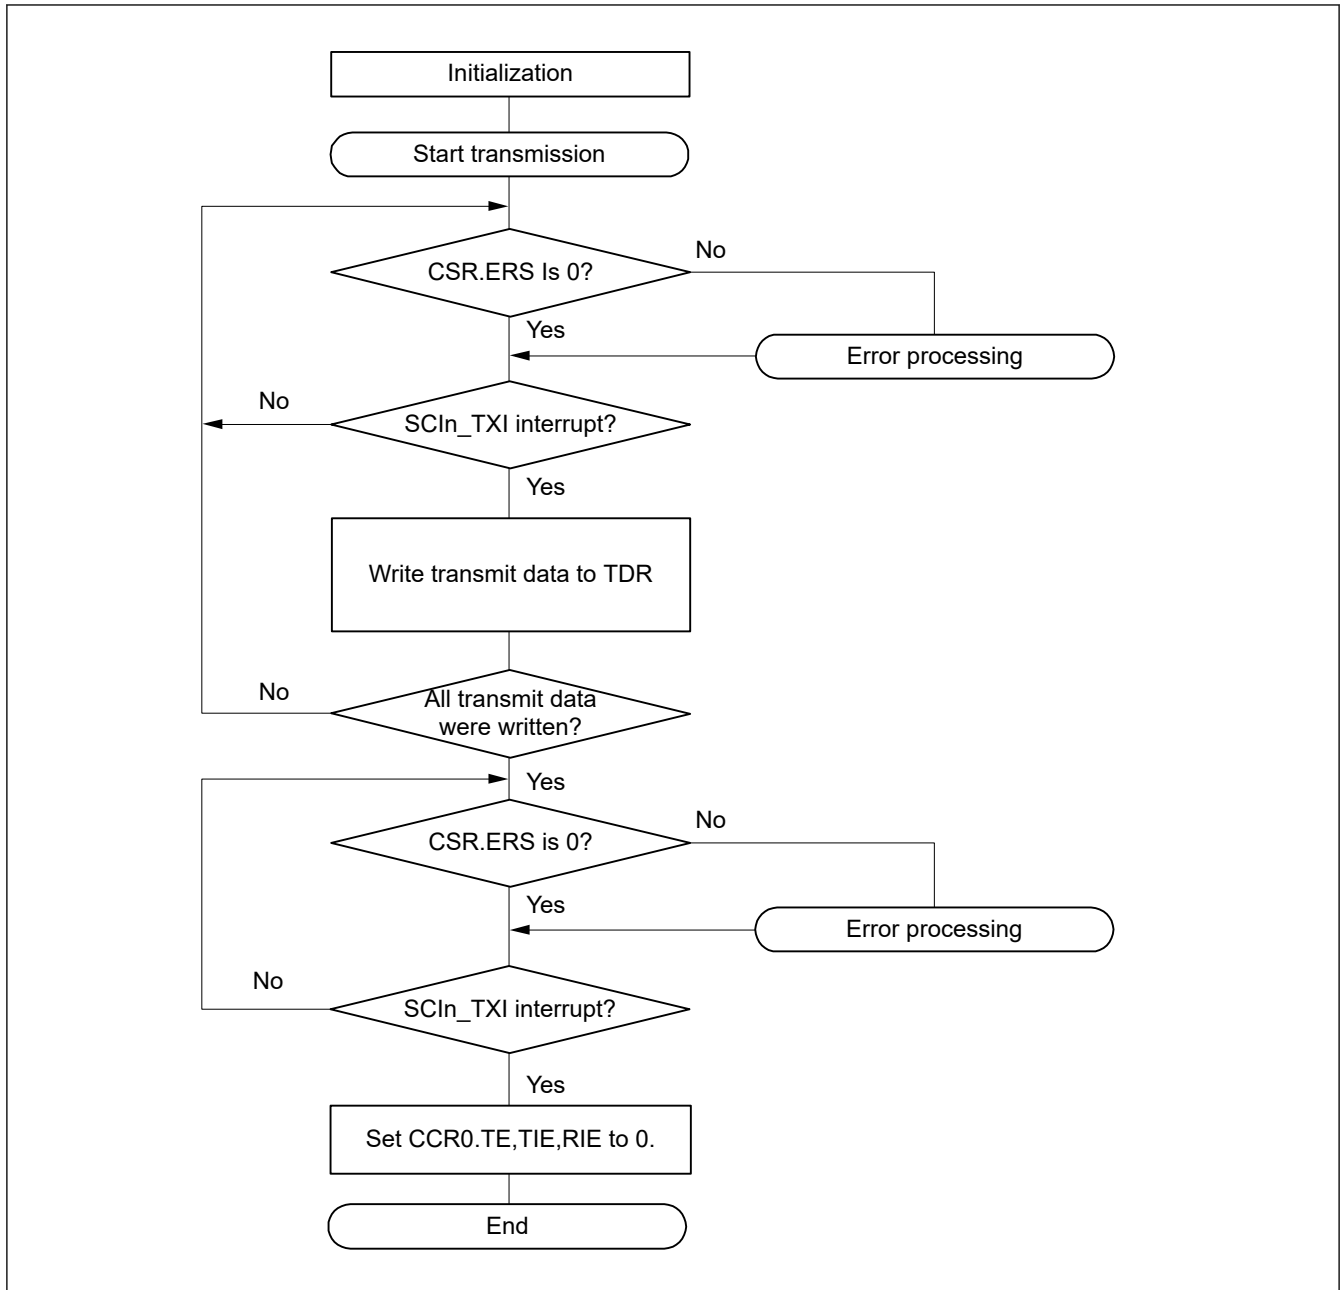 Initialization
Start transmission
CSR.ERS Is 0?
No
Yes
Error processing
No
SCIn_TXI interrupt?
Yes
Write transmit data to TDR
No
All transmit data
were written?
Yes
CSR.ERS is 0?
No
Yes
Error processing
No
SCIn_TXI interrupt?
Yes
Set CCR0.TE,TIE,RIE to 0.
End